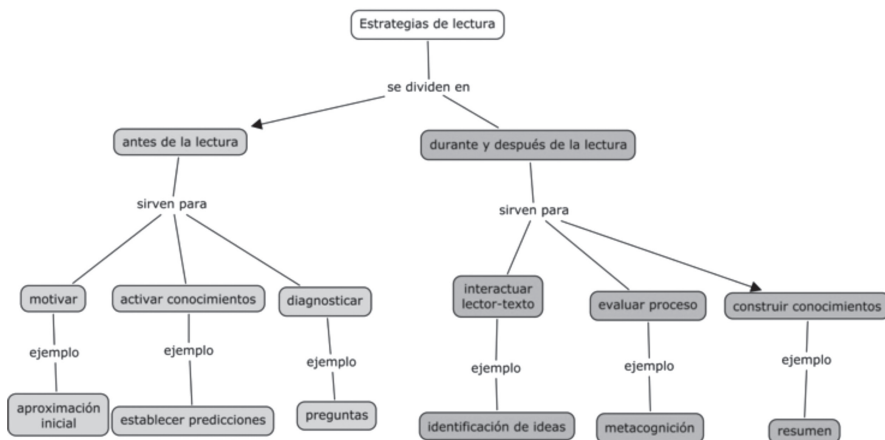 Estrategias de lectura
se dividen en
antes de la lectura
durante y después de la lectura
sirven para
sirven para
motivar
activar conocimientos
diagnosticar
interactuar
lector-texto
evaluar proceso
construir conocimientos
ejemplo
ejemplo
ejemplo
ejemplo
ejemplo
ejemplo
aproximación
inicial
establecer predicciones
preguntas
identificación de ideas
metacognición
resumen